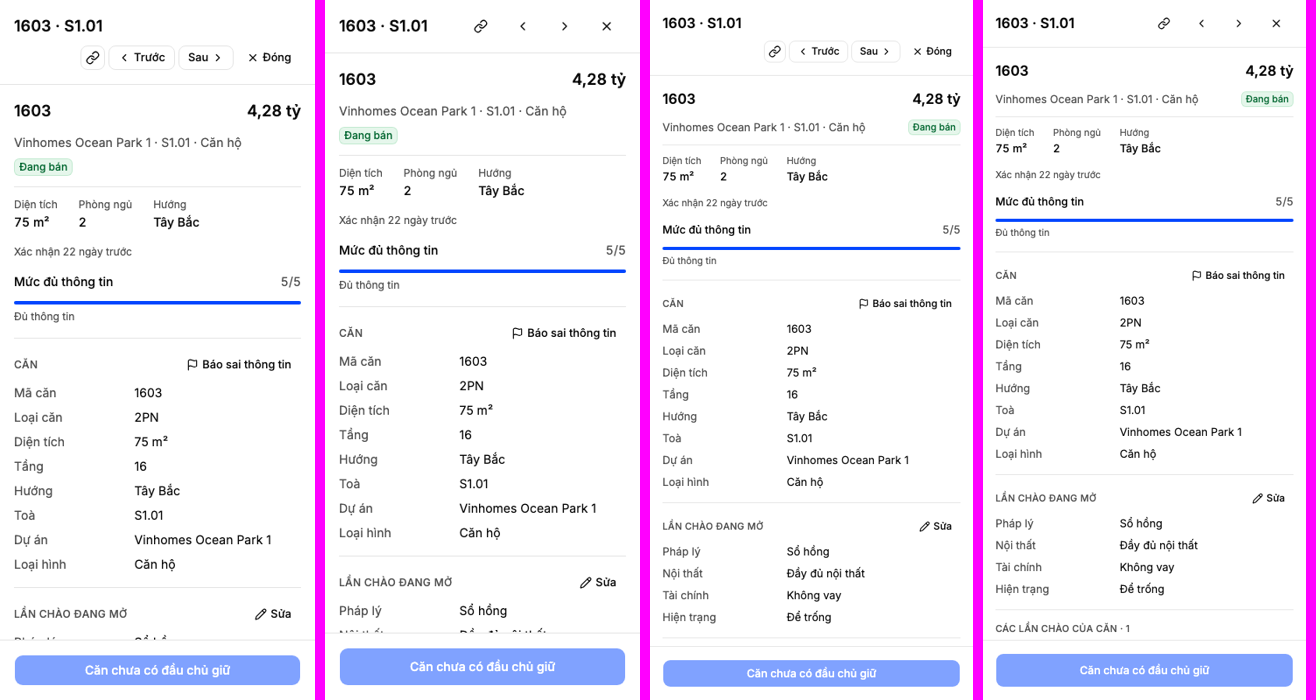 1603 · S1.01
Trước
Sau
Đóng
1603
4,28 tỷ
Vinhomes Ocean Park 1 · S1.01 · Căn hộ
Đang bán
Diện tích
Phòng ngủ
Hướng
75 m²
2
Tây Bắc
Xác nhận 22 ngày trước
Mức đủ thông tin
5/5
Đủ thông tin
CĂN
Báo sai thông tin
Mã căn
1603
Loại căn
2PN
Diện tích
75 m²
Tầng
16
Hướng
Tây Bắc
Toà
S1.01
Dự án
Vinhomes Ocean Park 1
Loại hình
Căn hộ
LẦN CHÀO ĐANG MỞ
Sửa
Căn chưa có đầu chủ giữ
1603 · S1.01
1603
4,28 tỷ
Vinhomes Ocean Park 1 · S1.01 · Căn hộ
Đang bán
Diện tích
Phòng ngủ
Hướng
75 m²
2
Tây Bắc
Xác nhận 22 ngày trước
Mức đủ thông tin
5/5
Đủ thông tin
CĂN
Báo sai thông tin
Mã căn
1603
Loại căn
2PN
Diện tích
75 m²
Tầng
16
Hướng
Tây Bắc
Toà
S1.01
Dự án
Vinhomes Ocean Park 1
Loại hình
Căn hộ
LẦN CHÀO ĐANG MỞ
Sửa
Pháp lý
Sổ hồng
Căn chưa có đầu chủ giữ
1603 · S1.01
Trước
Sau
Đóng
1603
4,28 tỷ
Vinhomes Ocean Park 1 · S1.01 · Căn hộ
Đang bán
Diện tích
Phòng ngủ
Hướng
75 m²
2
Tây Bắc
Xác nhận 22 ngày trước
Mức đủ thông tin
5/5
Đủ thông tin
CĂN
Báo sai thông tin
Mã căn
1603
Loại căn
2PN
Diện tích
75 m²
Tầng
16
Hướng
Tây Bắc
Toà
S1.01
Dự án
Vinhomes Ocean Park 1
Loại hình
Căn hộ
LẦN CHÀO ĐANG MỞ
Sửa
Pháp lý
Sổ hồng
Nội thất
Đầy đủ nội thất
Tài chính
Không vay
Hiện trạng
Để trống
Căn chưa có đầu chủ giữ
1603 · S1.01
1603
4,28 tỷ
Vinhomes Ocean Park 1 · S1.01 · Căn hộ
Đang bán
Diện tích
Phòng ngủ
Hướng
75 m²
2
Tây Bắc
Xác nhận 22 ngày trước
Mức đủ thông tin
5/5
Đủ thông tin
CĂN
Báo sai thông tin
Mã căn
1603
Loại căn
2PN
Diện tích
75 m²
Tầng
16
Hướng
Tây Bắc
Toà
S1.01
Dự án
Vinhomes Ocean Park 1
Loại hình
Căn hộ
LẦN CHÀO ĐANG MỞ
Sửa
Pháp lý
Sổ hồng
Nội thất
Đầy đủ nội thất
Tài chính
Không vay
Hiện trạng
Để trống
CÁC LẦN CHÀO CỦA CĂN · 1
Căn chưa có đầu chủ giữ